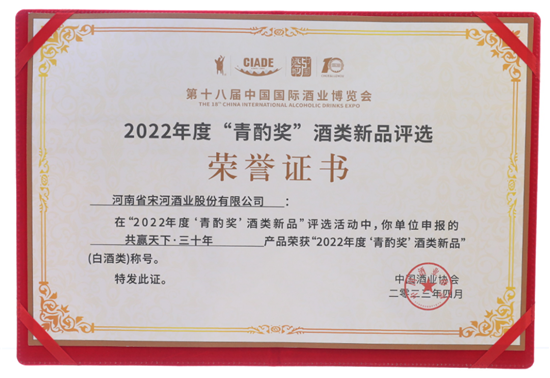 CIADE
第十八届中国国际酒业博览会
THE 18TH CHINA INTERNATIONAL ALCOHOLIC DRINKS EXPO
2022年度“青酌奖”酒类新品评选
荣誉证书
河南省宋河酒业股份有限公司：
在“2022年度‘青酌奖’酒类新品”评选活动中，你单位申报的
共赢天下·三十年 产品荣获“2022年度‘青酌奖’酒类新品”
(白酒类)称号。
特发此证。
中国酒业协会
二〇二三年四月